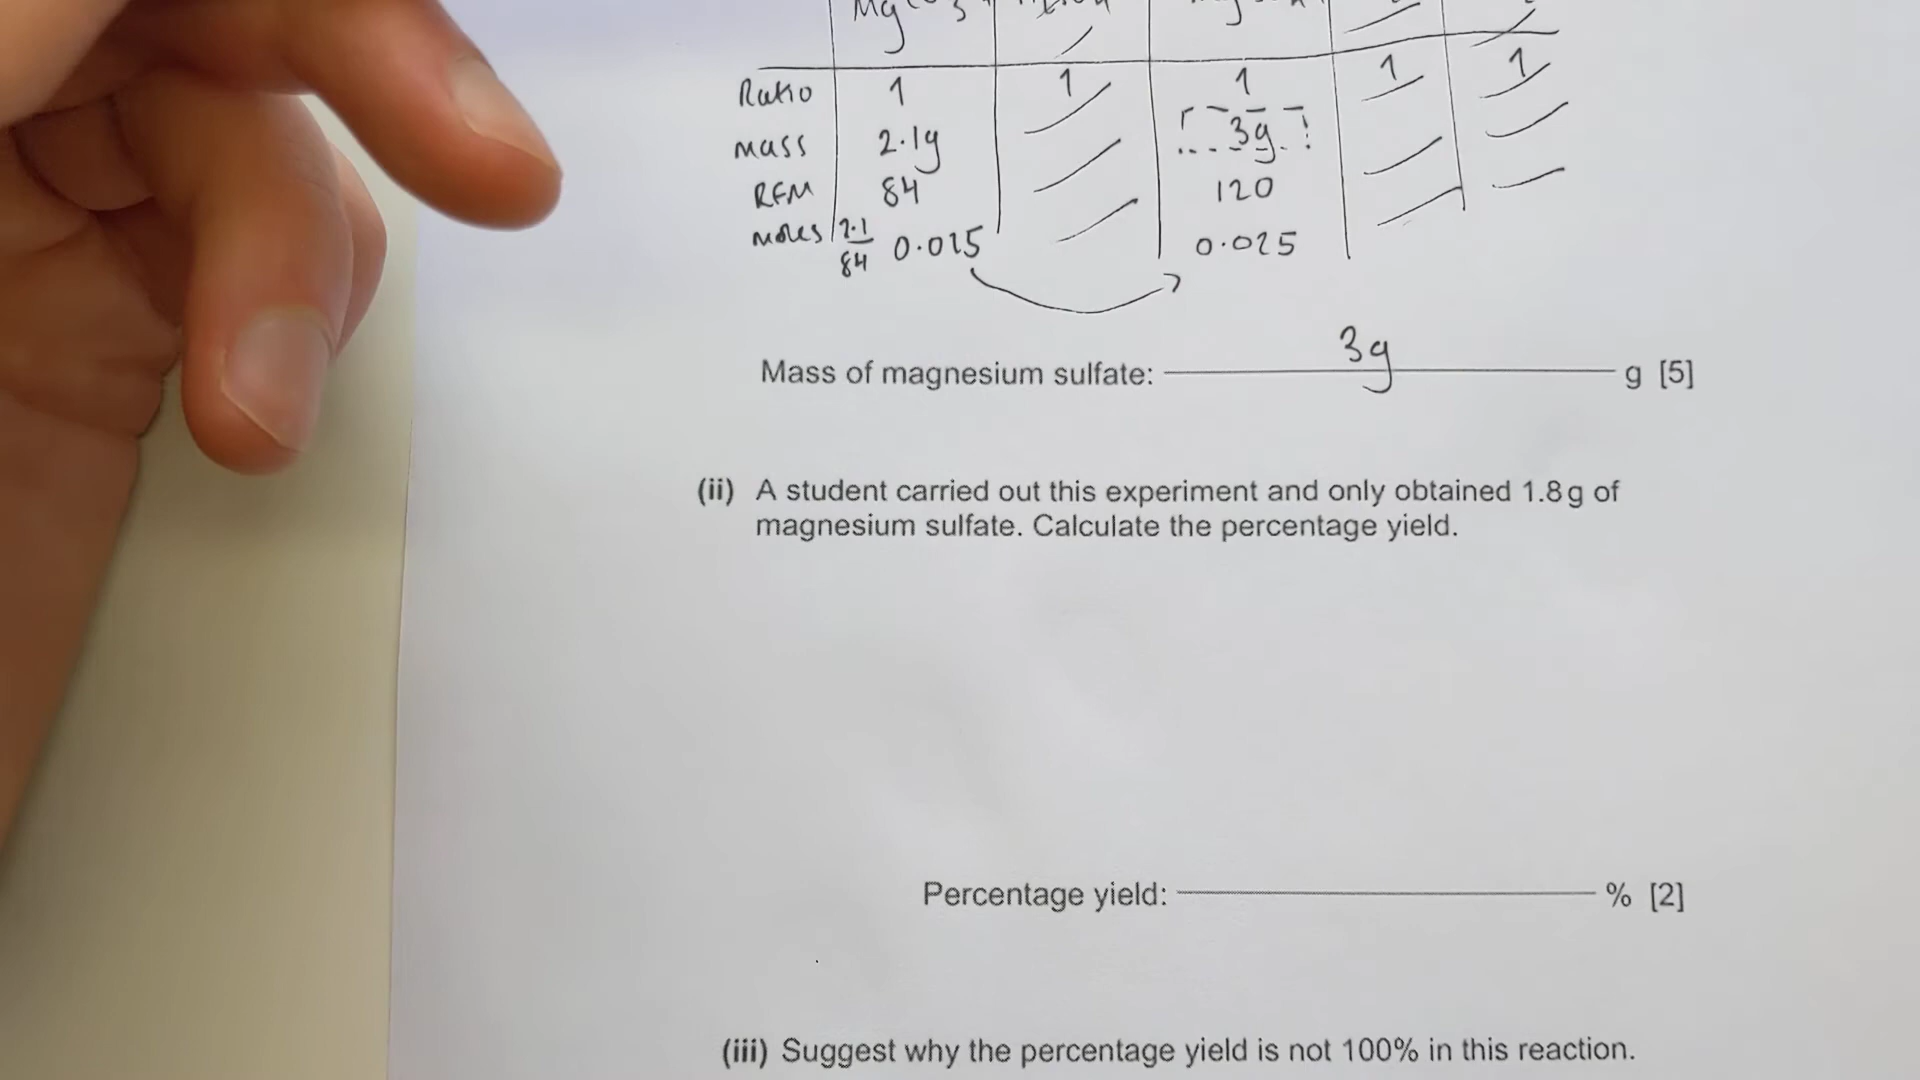 Ratio 1 1 1 1 1
mass 2.1g 3g
RFM 84 120
moles 2.1/84 0.025 0.025
Mass of magnesium sulfate: 3g g [5]
(ii) A student carried out this experiment and only obtained 1.8 g of
magnesium sulfate. Calculate the percentage yield.
Percentage yield: % [2]
(iii) Suggest why the percentage yield is not 100% in this reaction.